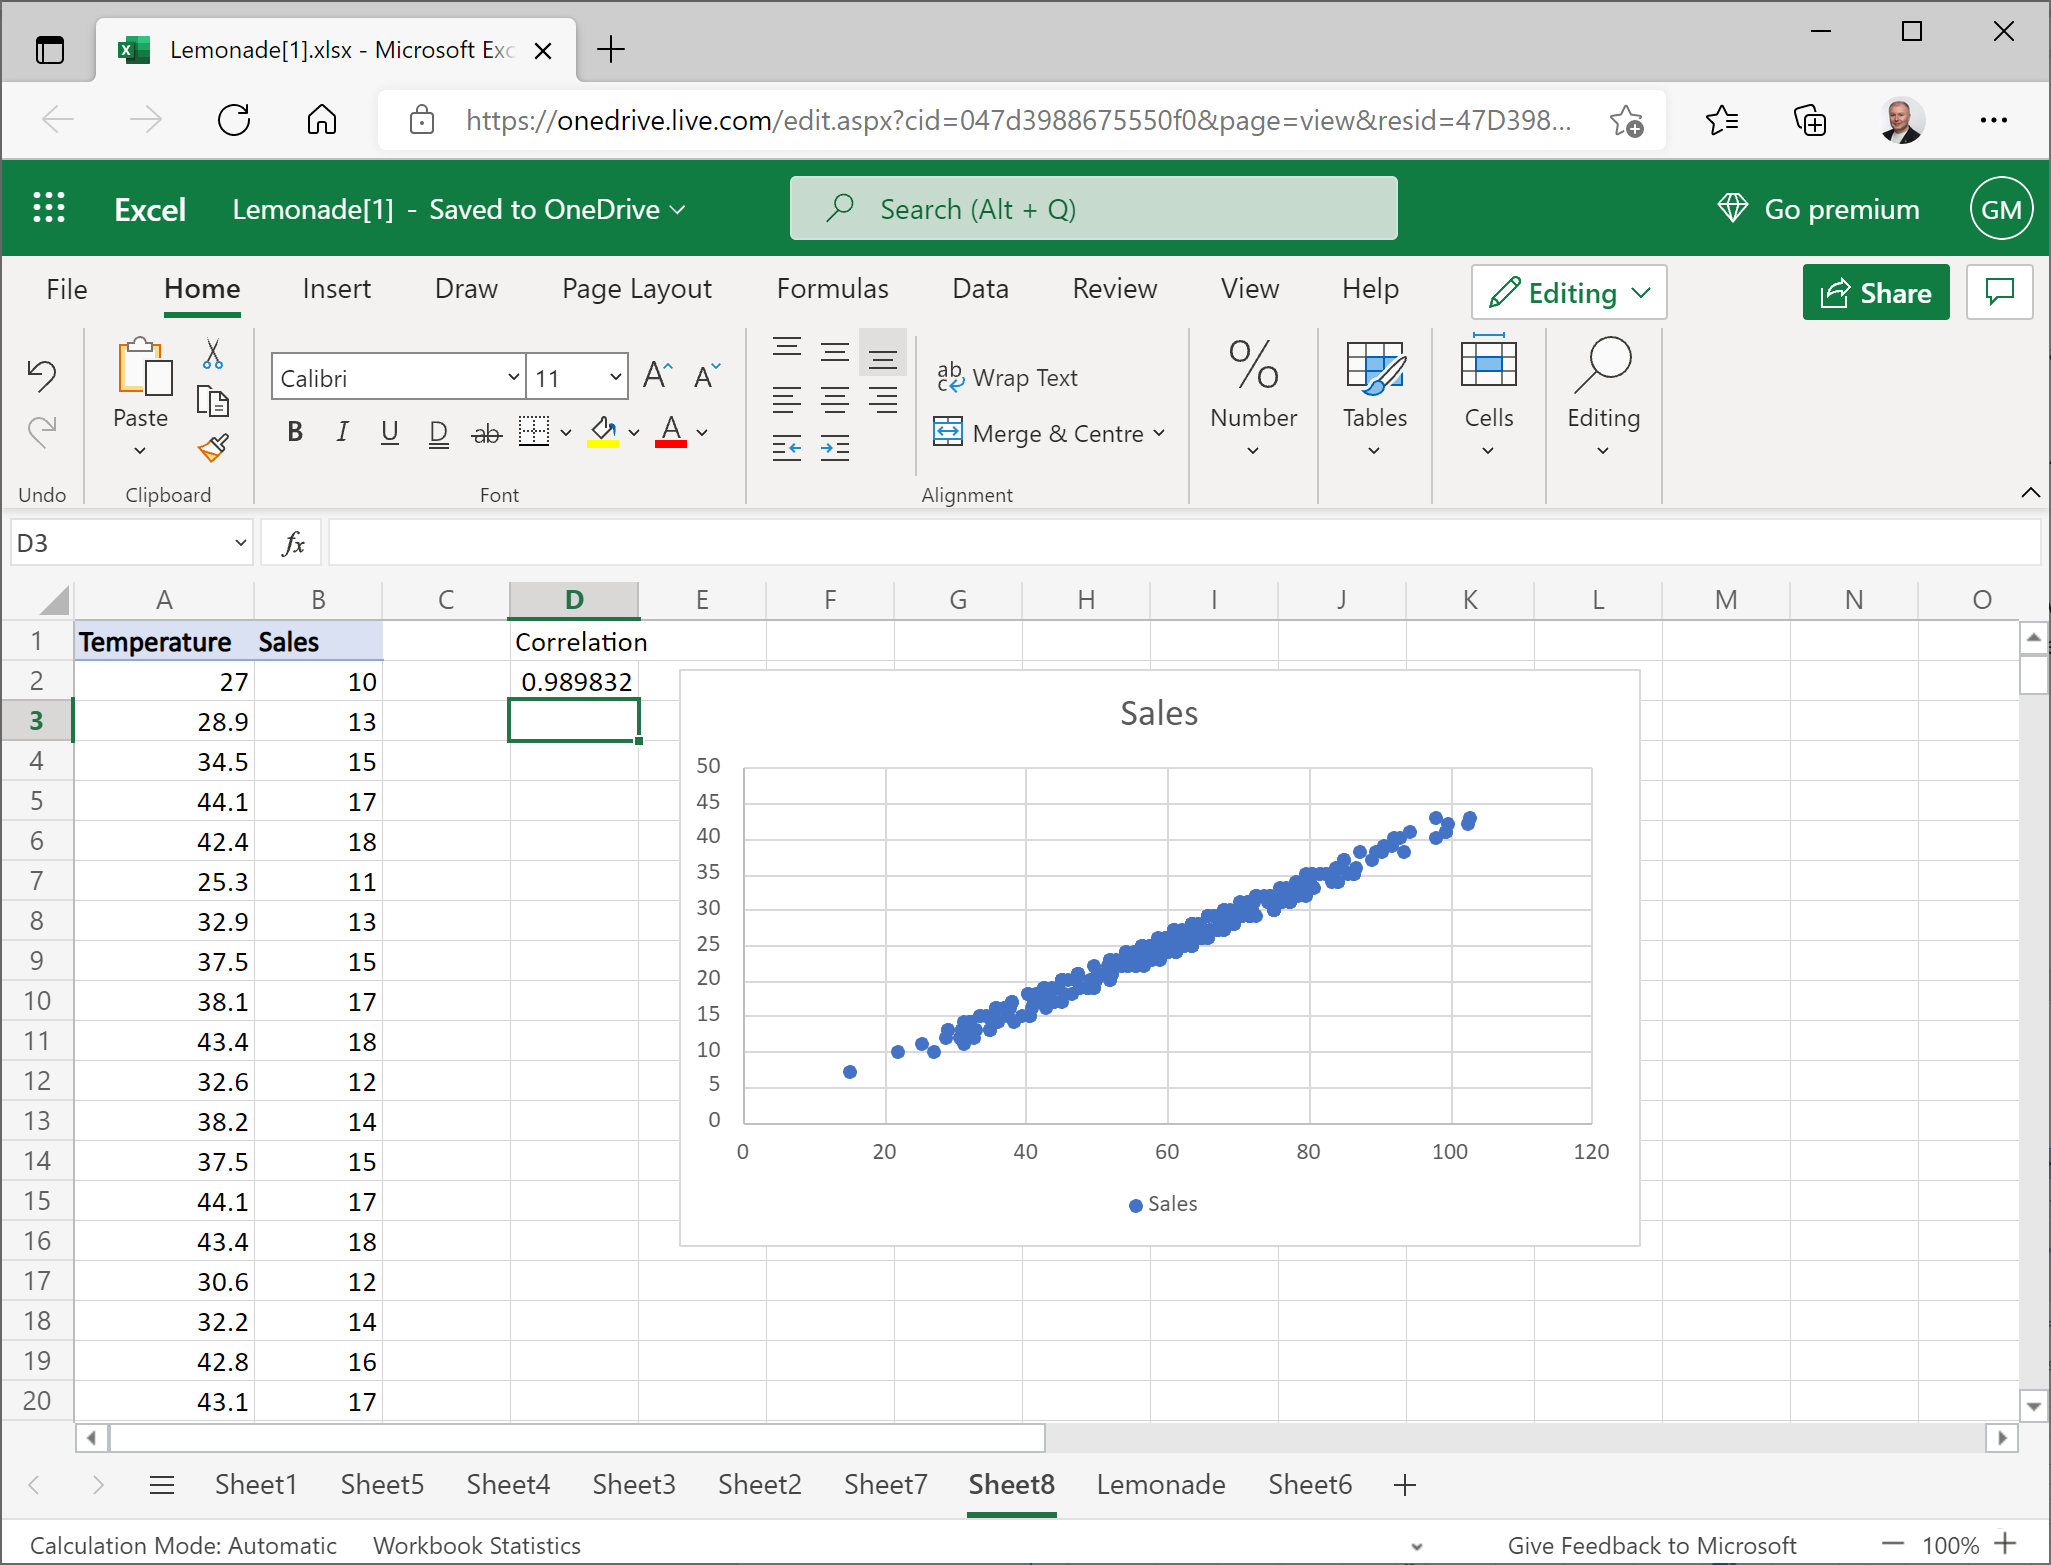 Lemonade[1].xlsx - Microsoft Exc
https://onedrive.live.com/edit.aspx?cid=047d3988675550f0&page=view&resid=47D398...
Excel Lemonade[1] - Saved to OneDrive Search (Alt + Q) Go premium GM
File Home Insert Draw Page Layout Formulas Data Review View Help Editing Share
Paste Calibri 11 Wrap Text Merge & Centre Number Tables Cells Editing
Undo Clipboard Font Alignment
D3 fx
A B C D E F G H I J K L M N O
1 Temperature Sales Correlation
2 27 10 0.989832
3 28.9 13
4 34.5 15
5 44.1 17
6 42.4 18
7 25.3 11
8 32.9 13
9 37.5 15
10 38.1 17
11 43.4 18
12 32.6 12
13 38.2 14
14 37.5 15
15 44.1 17
16 43.4 18
17 30.6 12
18 32.2 14
19 42.8 16
20 43.1 17
Sales
50
45
40
35
30
25
20
15
10
5
0
0 20 40 60 80 100 120
Sales
Sheet1 Sheet5 Sheet4 Sheet3 Sheet2 Sheet7 Sheet8 Lemonade Sheet6
Calculation Mode: Automatic Workbook Statistics Give Feedback to Microsoft 100%